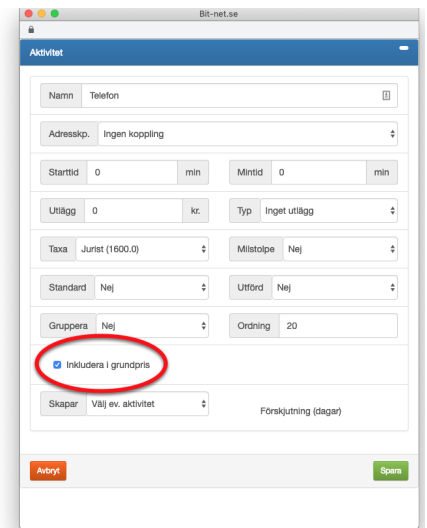 Bit-net.se
Aktivitet
Namn Telefon
Adresskp. Ingen koppling
Starttid 0 min Mintid 0 min
Utlägg 0 kr. Typ Inget utlägg
Taxa Jurist (1600.0) Milstolpe Nej
Standard Nej Utförd Nej
Gruppera Nej Ordning 20
Inkludera i grundpris
Skapar Välj ev. aktivitet Förskjutning (dagar)
Avbryt Spara